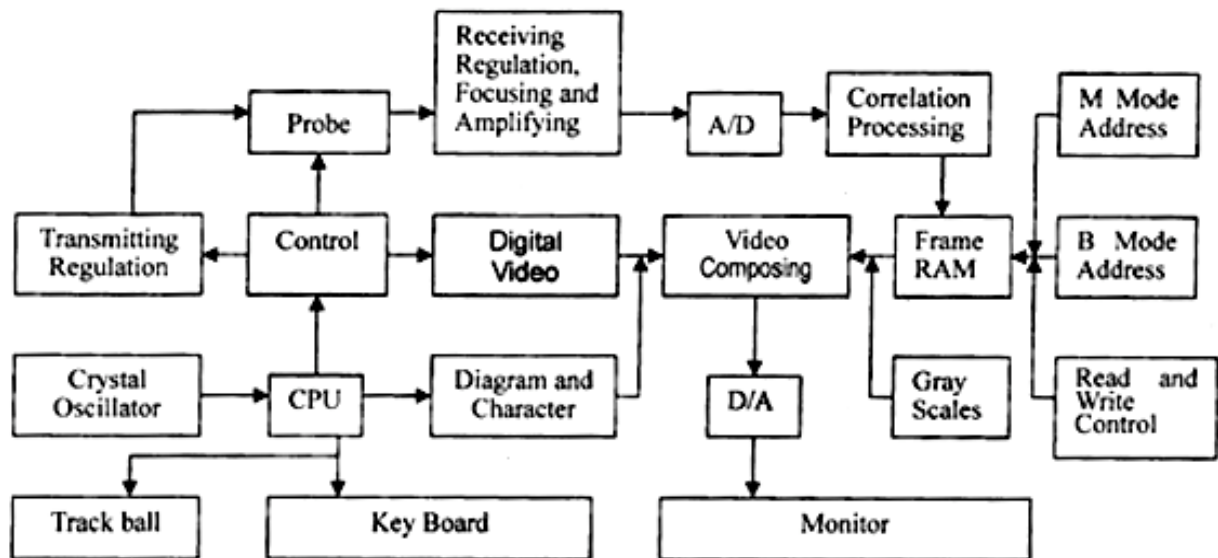 Receiving
Regulation,
Focusing and
Amplifying
Probe
A/D
Correlation
Processing
M Mode
Address
Transmitting
Regulation
Control
Digital
Video
Video
Composing
Frame
RAM
B Mode
Address
Crystal
Oscillator
CPU
Diagram and
Character
D/A
Gray
Scales
Read and
Write
Control
Track ball
Key Board
Monitor